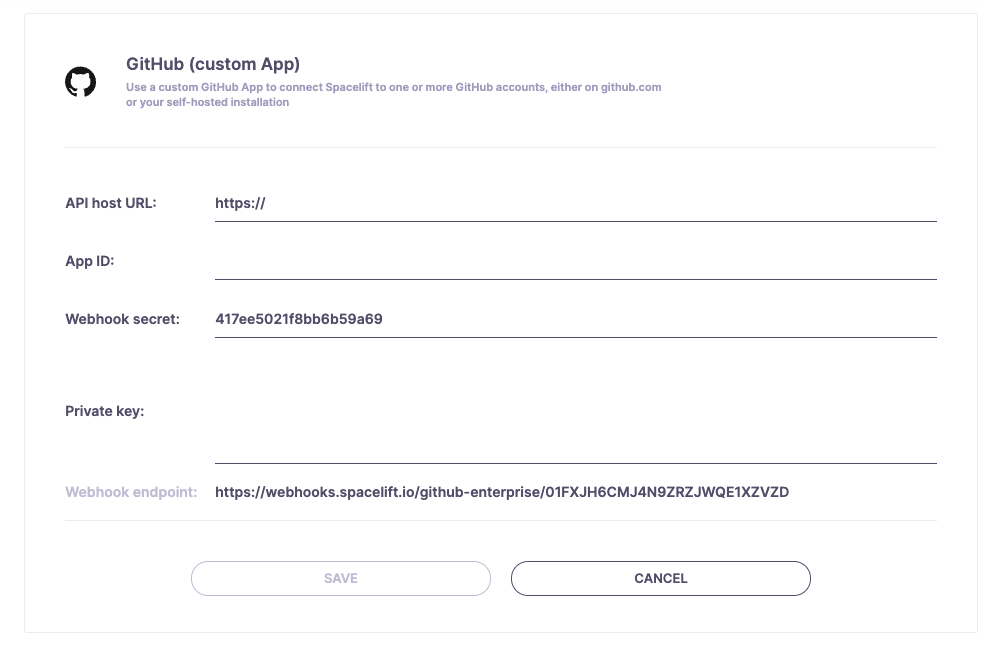 GitHub (custom App)
Use a custom GitHub App to connect Spacelift to one or more GitHub accounts, either on github.com
or your self-hosted installation
API host URL: https://
App ID:
Webhook secret: 417ee5021f8bb6b59a69
Private key:
Webhook endpoint: https://webhooks.spacelift.io/github-enterprise/01FXJH6CMJ4N9ZRZJWQE1XZVZD
SAVE CANCEL